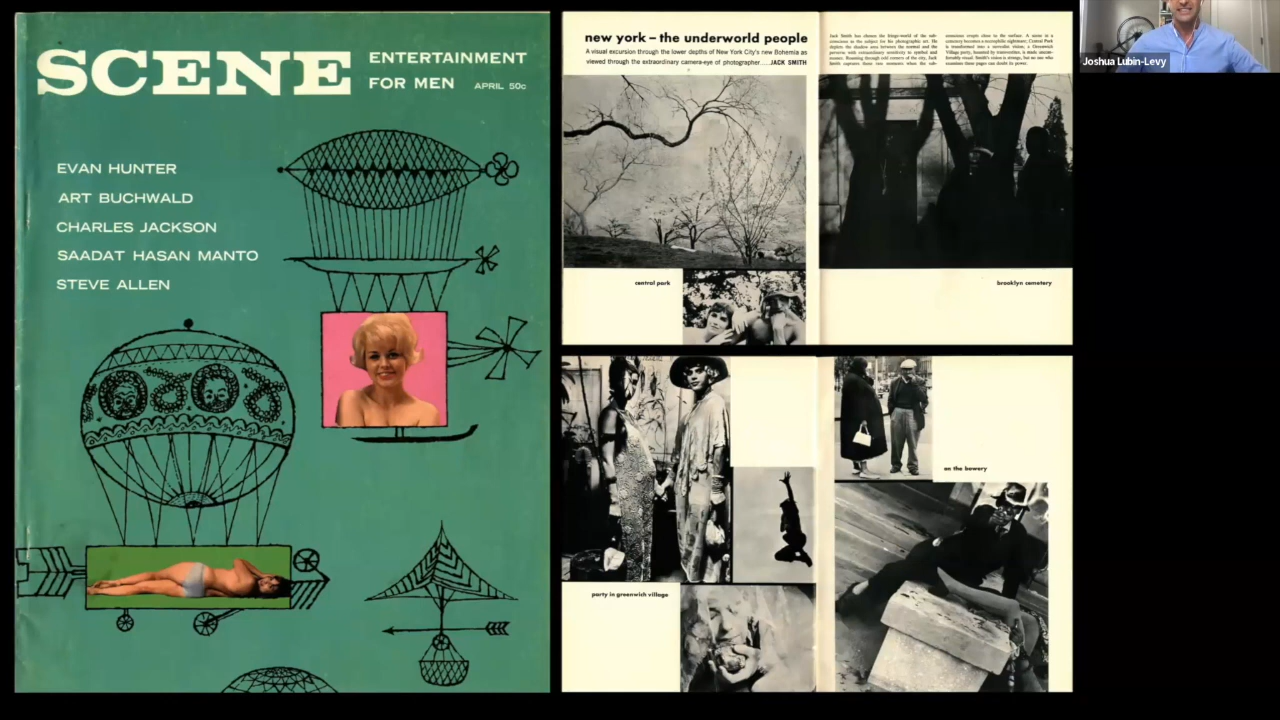 SCENE
ENTERTAINMENT
FOR MEN
APRIL 50c
EVAN HUNTER
ART BUCHWALD
CHARLES JACKSON
SAADAT HASAN MANTO
STEVE ALLEN
new york – the underworld people
A visual excursion through the lower depths of New York City's new Bohemia as
viewed through the extraordinary camera-eye of photographer....JACK SMITH
central park
brooklyn cemetery
party in greenwich village
on the bowery
Joshua Lubin-Levy